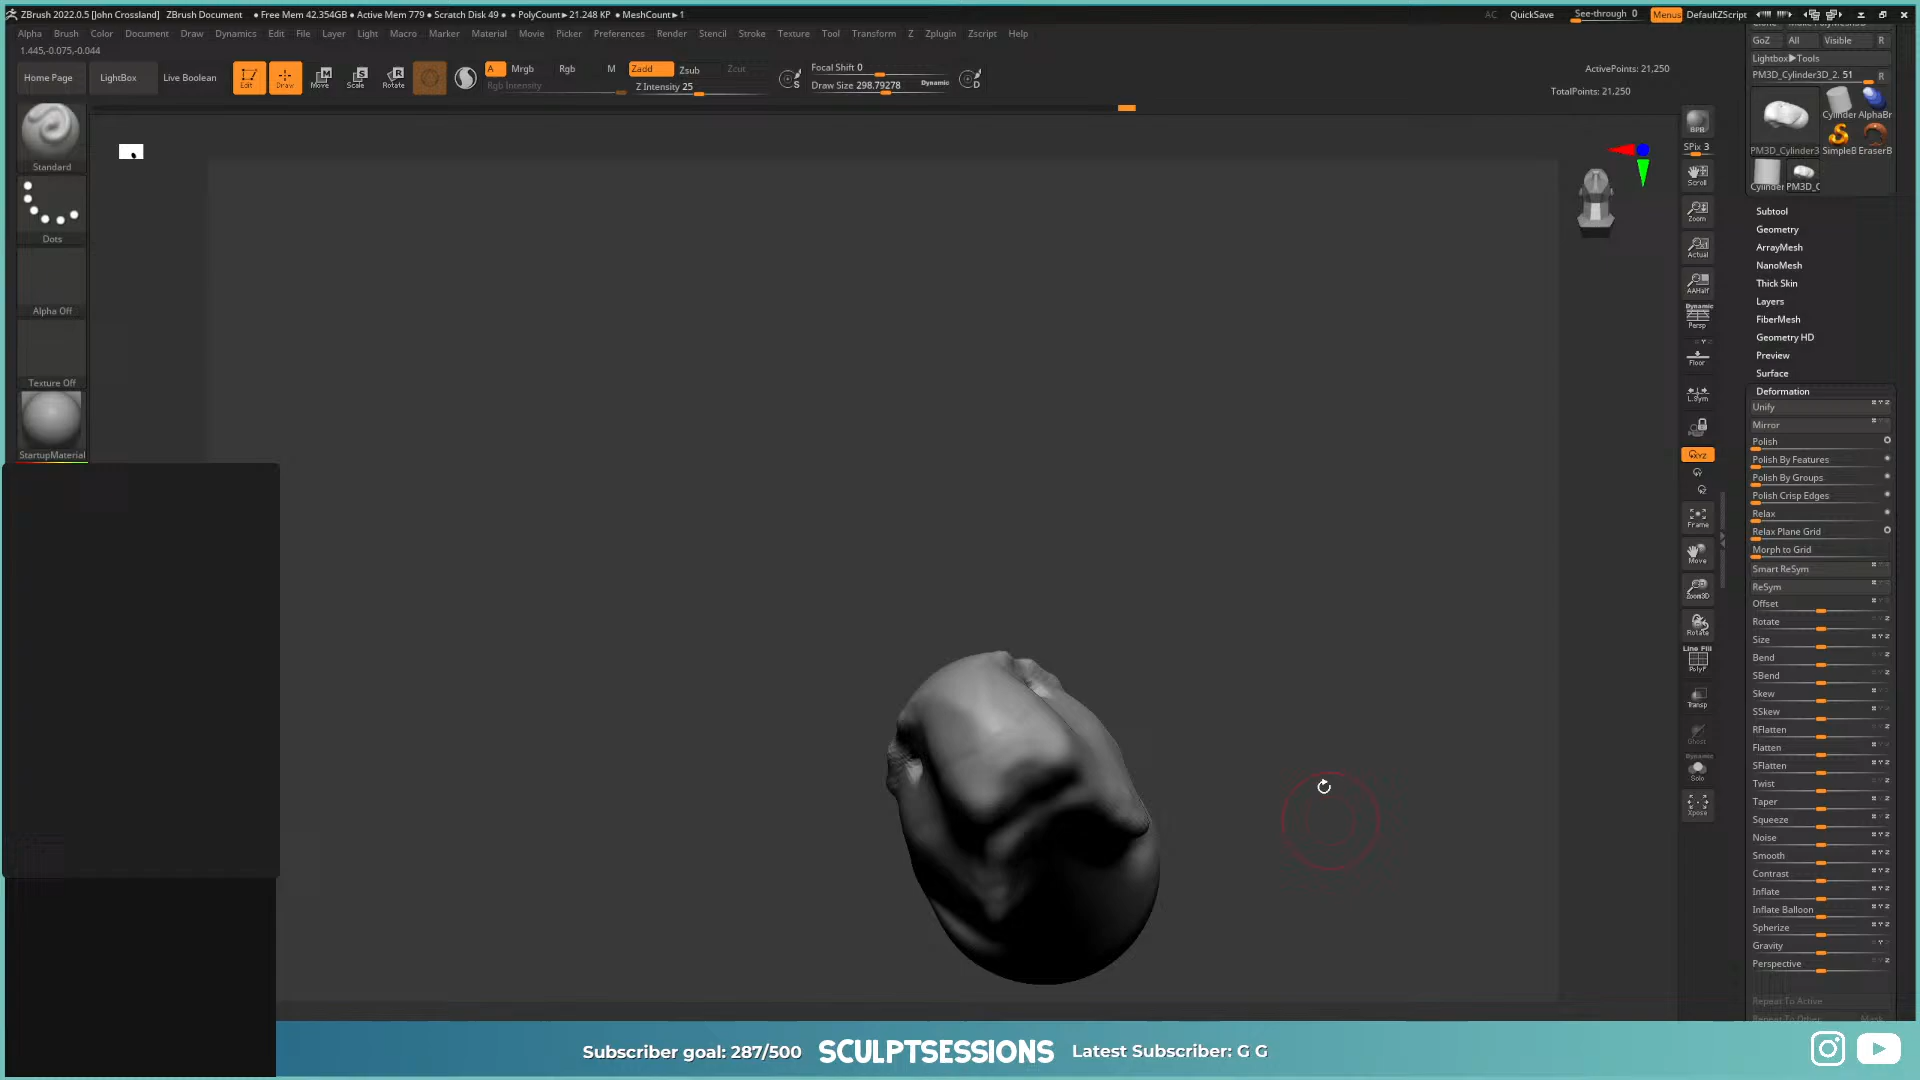 ZBrush 2022.0.5 [John Crossland] ZBrush Document ● Free Mem 42.354GB ● Active Mem 779 ● Scratch Disk 49 ● ● PolyCount► 21.248 KP ● MeshCount►1 AC QuickSave See-through 0 Menus DefaultZScript
Alpha Brush Color Document Draw Dynamics Edit File Layer Light Macro Marker Material Movie Picker Preferences Render Stencil Stroke Texture Tool Transform Z Zplugin Zscript Help
1.445,-0.075,-0.044
Home Page LightBox Live Boolean Edit Draw Move Scale Rotate A Mrgb Rgb M Zadd Zsub Zcut
Rgb Intensity Z Intensity 25
Focal Shift 0
Draw Size 298.79278 Dynamic
ActivePoints: 21,250
TotalPoints: 21,250
Standard
Dots
Alpha Off
Texture Off
StartupMaterial
BPR
SPix 3
Scroll
Zoom
Actual
AAHalf
Dynamic
Persp
Floor
L.Sym
XYZ
Frame
Move
Zoom3D
Rotate
Line Fill
PolyF
Transp
Ghost
Dynamic
Solo
Xpose
GoZ All Visible R
Lightbox►Tools
PM3D_Cylinder3D_2. 51 R
Cylinder AlphaBr
PM3D_Cylinder3 SimpleB EraserB
Cylinder PM3D_C
Subtool
Geometry
ArrayMesh
NanoMesh
Thick Skin
Layers
FiberMesh
Geometry HD
Preview
Surface
Deformation
Unify
Mirror
Polish
Polish By Features
Polish By Groups
Polish Crisp Edges
Relax
Relax Plane Grid
Morph to Grid
Smart ReSym
ReSym
Offset
Rotate
Size
Bend
SBend
Skew
SSkew
RFlatten
Flatten
SFlatten
Twist
Taper
Squeeze
Noise
Smooth
Contrast
Inflate
Inflate Balloon
Spherize
Gravity
Perspective
Repeat To Active
Repeat To Other Mask
Subscriber goal: 287/500 SCULPTSESSIONS Latest Subscriber: G G